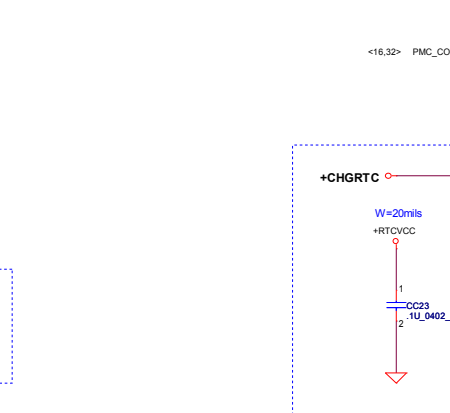 <16,32> PMC_CO
+CHGRTC
W=20mils
+RTCVCC
1
CC23
.1U_0402_
2